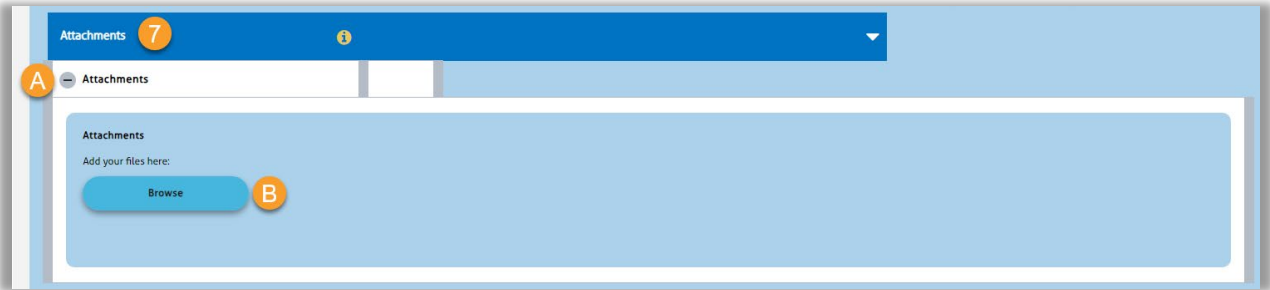 Attachments 7 i
A Attachments
Attachments
Add your files here:
Browse B